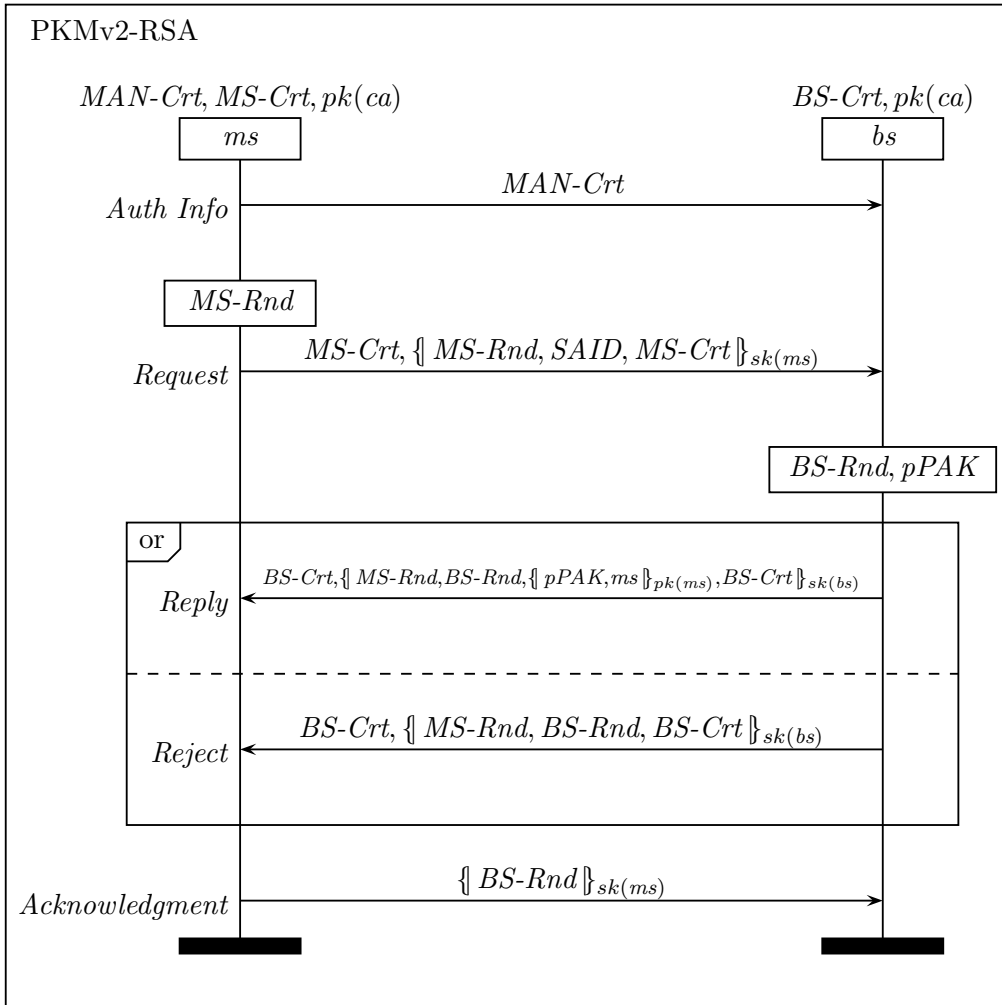 PKMv2-RSA
MAN-Crt, MS-Crt, pk(ca)
BS-Crt, pk(ca)
ms
bs
MAN-Crt
Auth Info
MS-Rnd
MS-Crt, {| MS-Rnd, SAID, MS-Crt |}sk(ms)
Request
BS-Rnd, pPAK
or
BS-Crt,{| MS-Rnd,BS-Rnd,{| pPAK,ms |}pk(ms),BS-Crt |}sk(bs)
Reply
BS-Crt, {| MS-Rnd, BS-Rnd, BS-Crt |}sk(bs)
Reject
{| BS-Rnd |}sk(ms)
Acknowledgment